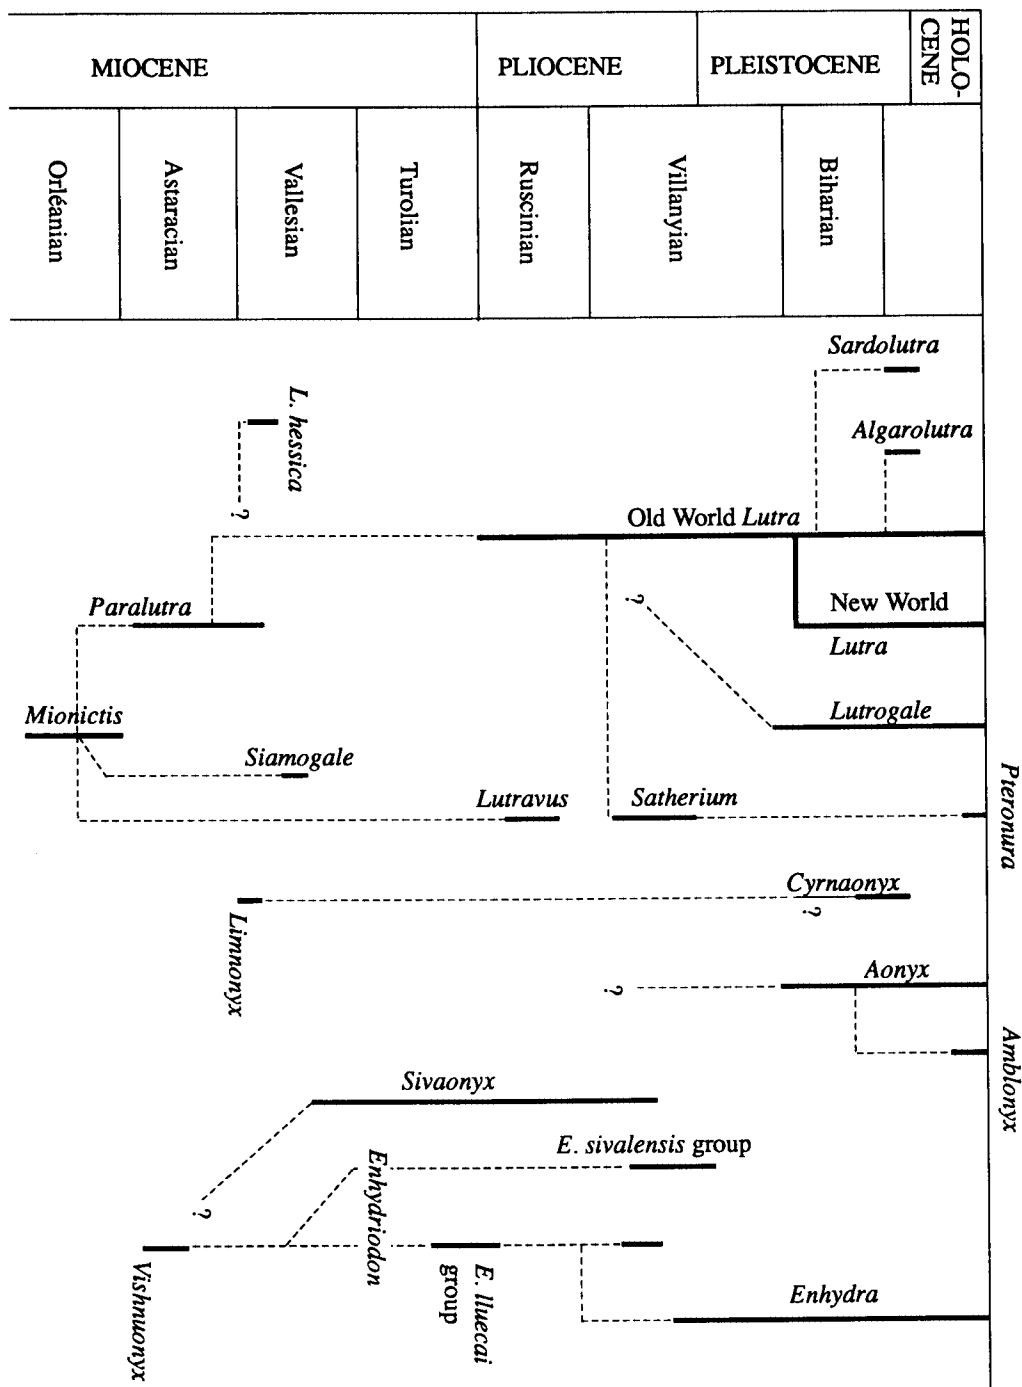 MIOCENE
PLIOCENE
PLEISTOCENE
HOLO-
CENE
Orléanian
Astaracian
Vallesian
Turolian
Ruscinian
Villanyian
Biharian
Sardolutra
L. hessica
Algarolutra
?
Old World Lutra
?
Paralutra
New World
Lutra
Mionictis
Lutrogale
Siamogale
Lutravus
Satherium
Pteronura
Cyrnaonyx
?
Limnonyx
Aonyx
?
Amblonyx
Sivaonyx
E. sivalensis group
Enhydriodon
?
Vishnuonyx
E. lluecai
group
Enhydra